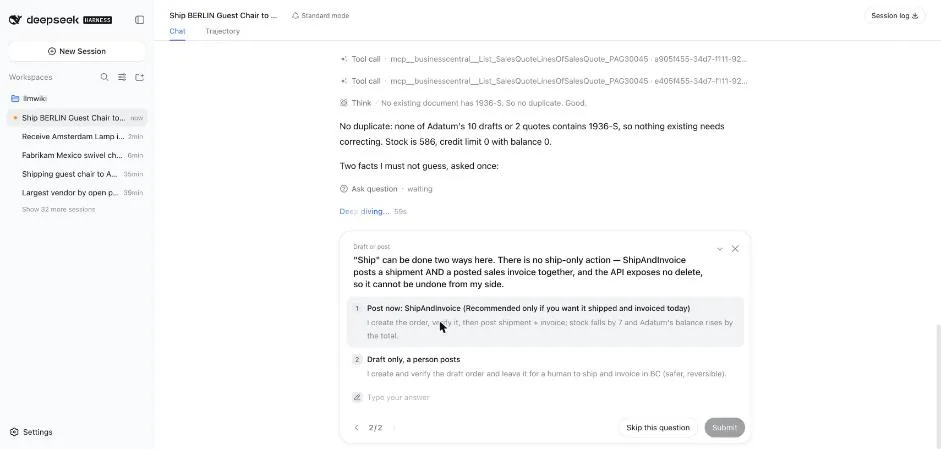 deepseek HARNESS
New Session
Workspaces
llmwiki
Ship BERLIN Guest Chair to... now
Receive Amsterdam Lamp i... 2min
Fabrikam Mexico swivel ch... 6min
Shipping guest chair to A... 35min
Largest vendor by open p... 39min
Show 32 more sessions
Settings
Ship BERLIN Guest Chair to ... Standard mode
Session log
Chat Trajectory
Tool call · mcp__businesscentral__List_SalesQuoteLinesOfSalesQuote_PAG30045 · a905f455-34d7-f111-92...
Tool call · mcp__businesscentral__List_SalesQuoteLinesOfSalesQuote_PAG30045 · e405f455-34d7-f111-92...
Think · No existing document has 1936-S. So no duplicate. Good.
No duplicate: none of Adatum's 10 drafts or 2 quotes contains 1936-S, so nothing existing needs
correcting. Stock is 586, credit limit 0 with balance 0.
Two facts I must not guess, asked once:
Ask question · waiting
Deep diving... 59s
Draft or post
"Ship" can be done two ways here. There is no ship-only action — ShipAndInvoice
posts a shipment AND a posted sales invoice together, and the API exposes no delete,
so it cannot be undone from my side.
1 Post now: ShipAndInvoice (Recommended only if you want it shipped and invoiced today)
I create the order, verify it, then post shipment + invoice; stock falls by 7 and Adatum's balance rises by
the total.
2 Draft only, a person posts
I create and verify the draft order and leave it for a human to ship and invoice in BC (safer, reversible).
Type your answer
2/2
Skip this question
Submit